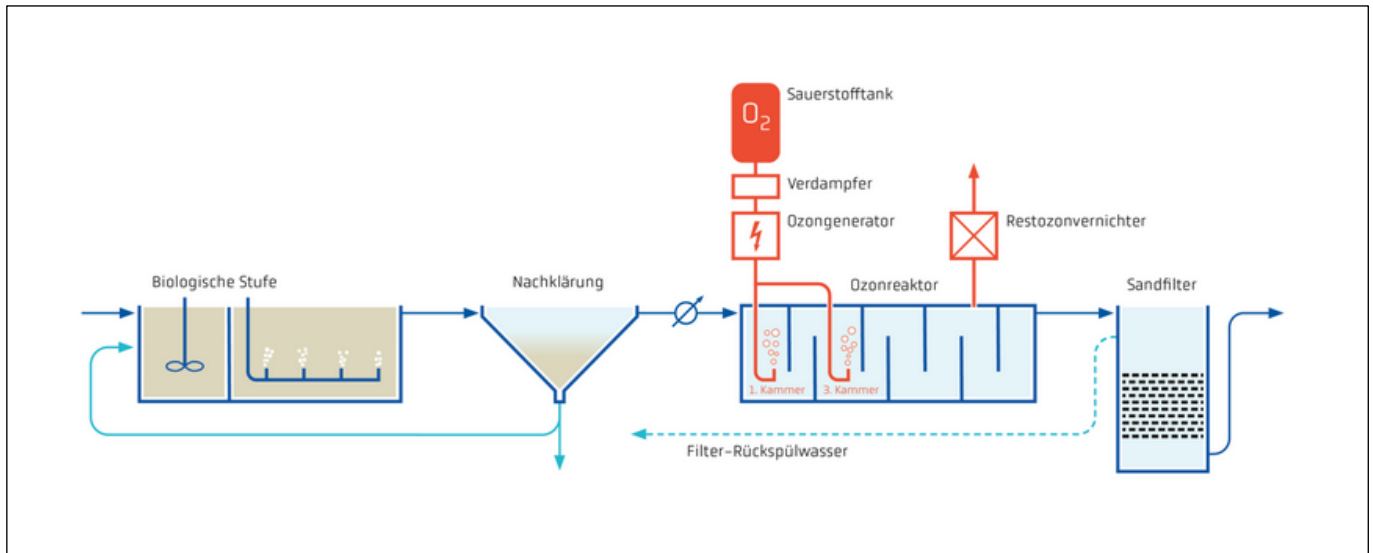 Sauerstofftank
O2
Verdampfer
Ozongenerator
Restozonvernichter
Biologische Stufe
Nachklärung
Ozonreaktor
Sandfilter
1. Kammer
3. Kammer
Filter-Rückspülwasser